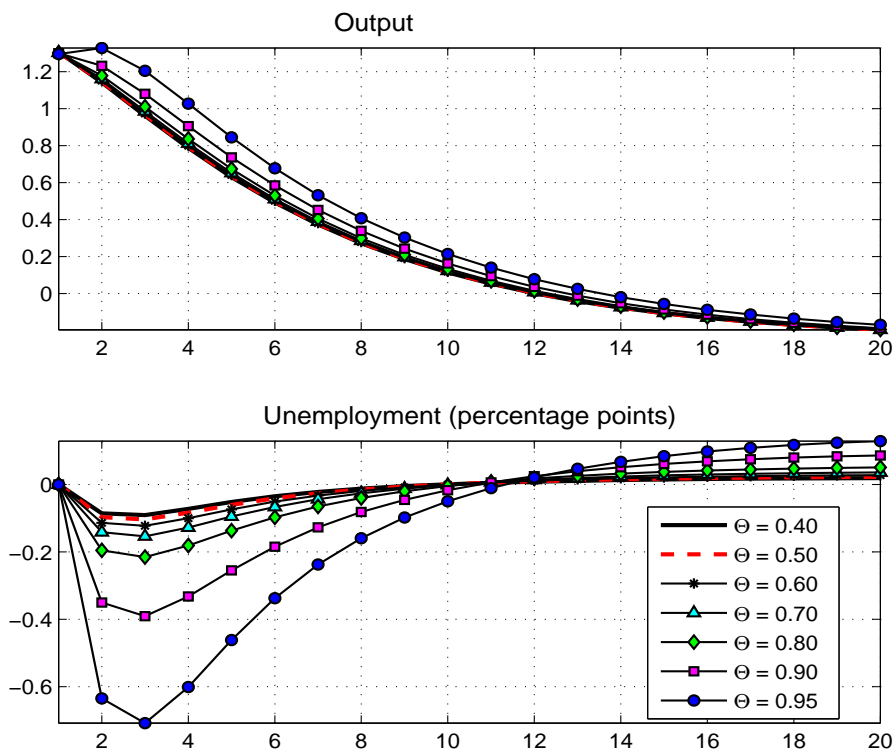 Output
1.2
1
0.8
0.6
0.4
0.2
0
2 4 6 8 10 12 14 16 18 20
Unemployment (percentage points)
0
−0.2
−0.4
−0.6
Θ = 0.40
Θ = 0.50
Θ = 0.60
Θ = 0.70
Θ = 0.80
Θ = 0.90
Θ = 0.95
2 4 6 8 10 12 14 16 18 20